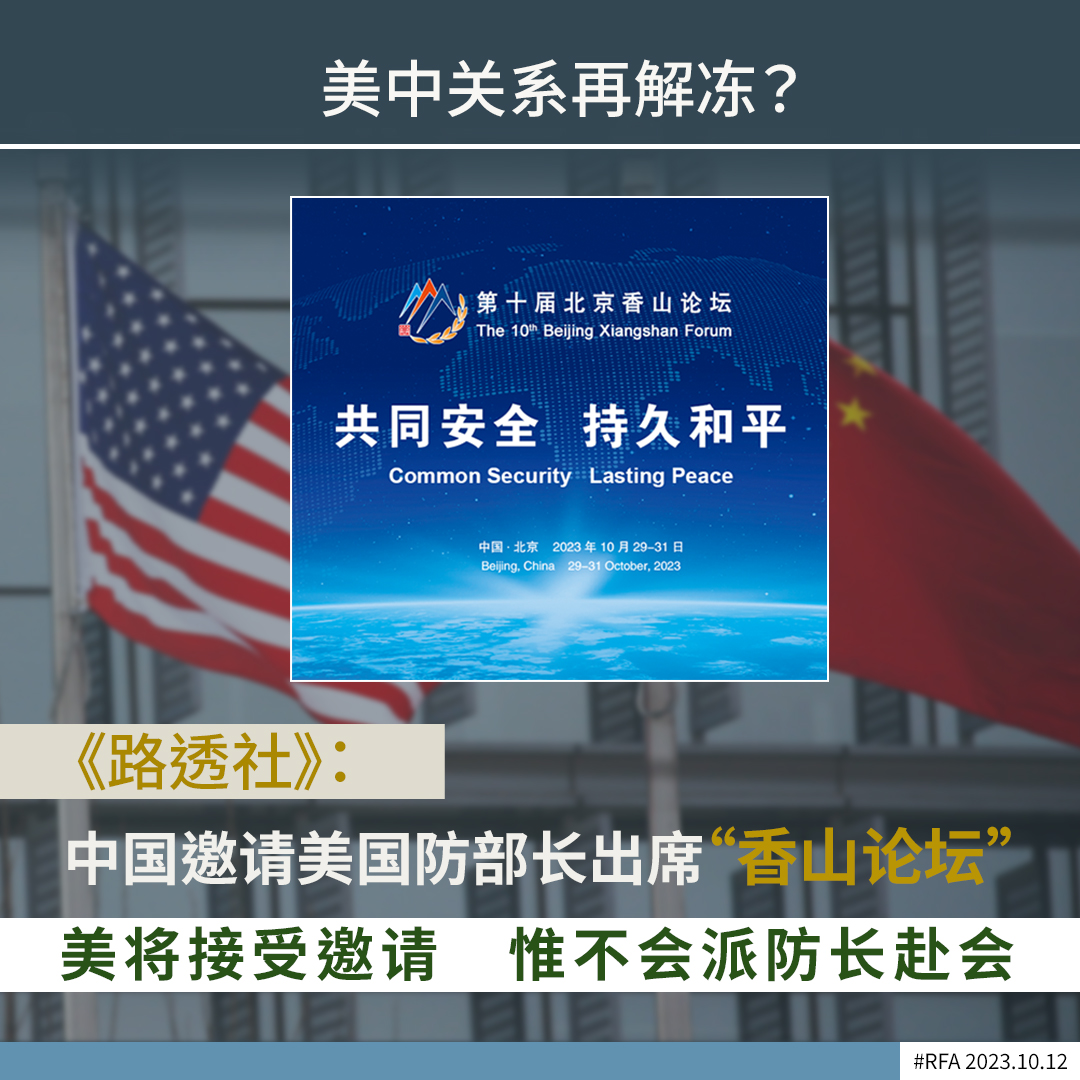 美中关系再解冻？
第十届北京香山论坛
The 10th Beijing Xiangshan Forum
共同安全 持久和平
Common Security Lasting Peace
中国·北京 2023年10月29-31日
Beijing, China 29-31 October, 2023
《路透社》：
中国邀请美国防部长出席“香山论坛”
美将接受邀请 惟不会派防长赴会
#RFA 2023.10.12